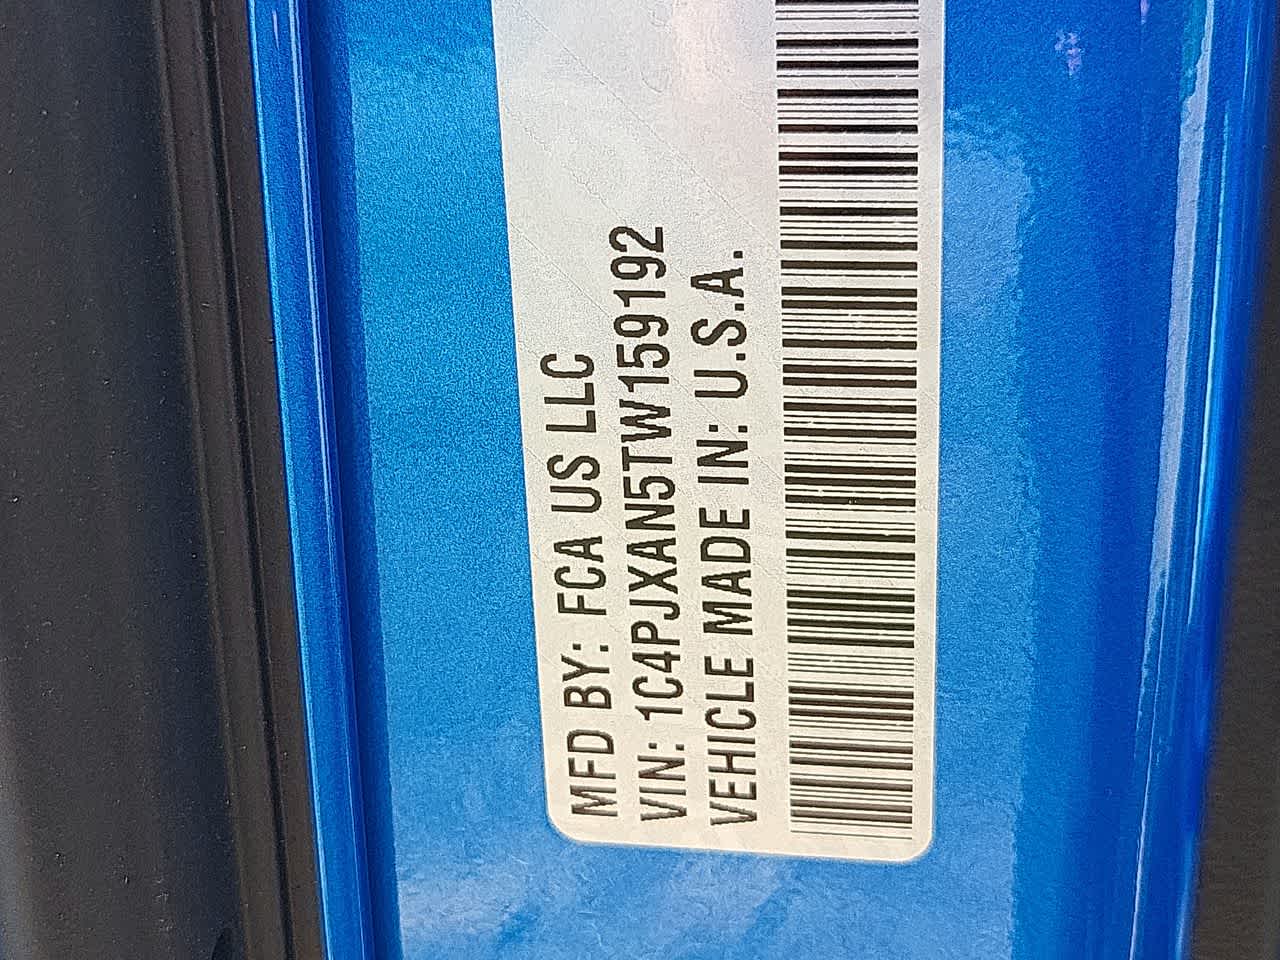 MFD BY: FCA US LLC
VIN: 1C4PJXAN5TW159192
VEHICLE MADE IN: U.S.A.